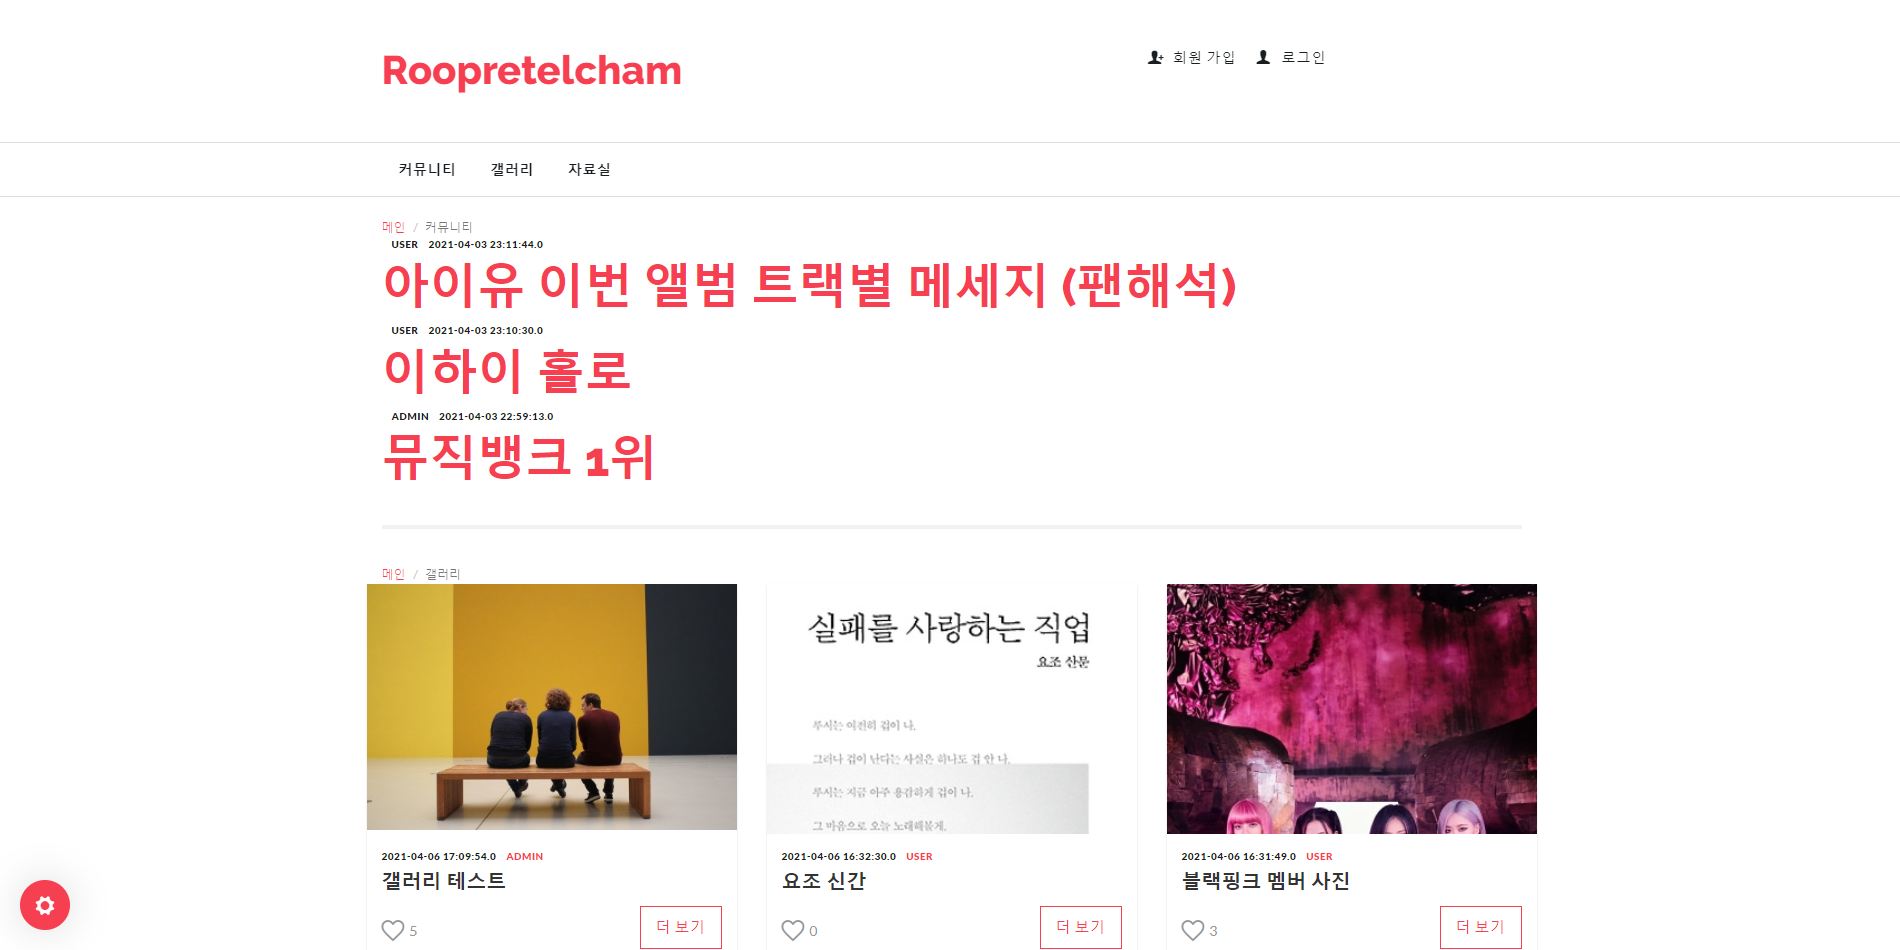 Roopretelcham
회원 가입 로그인
커뮤니티 갤러리 자료실
메인 / 커뮤니티
USER 2021-04-03 23:11:44.0
아이유 이번 앨범 트랙별 메세지 (팬해석)
USER 2021-04-03 23:10:30.0
이하이 홀로
ADMIN 2021-04-03 22:59:13.0
뮤직뱅크 1위
메인 / 갤러리
실패를 사랑하는 직업
요조 산문
루시는 여전히 겁이 나.
그러나 겁이 난다는 사실은 하나도 겁 안 나.
루시는 지금 아주 용감하게 겁이 나.
그 마음으로 오늘 노래해볼게.
2021-04-06 17:09:54.0 ADMIN
갤러리 테스트
5 더 보기
2021-04-06 16:32:30.0 USER
요조 신간
0 더 보기
2021-04-06 16:31:49.0 USER
블랙핑크 멤버 사진
3 더 보기